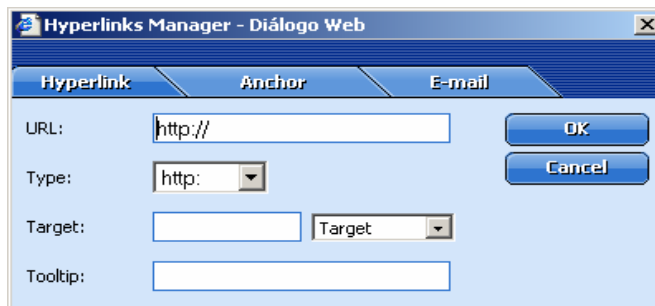 Hyperlinks Manager - Diálogo Web
Hyperlink Anchor E-mail
URL: http:// OK
Type: http: Cancel
Target: Target
Tooltip: